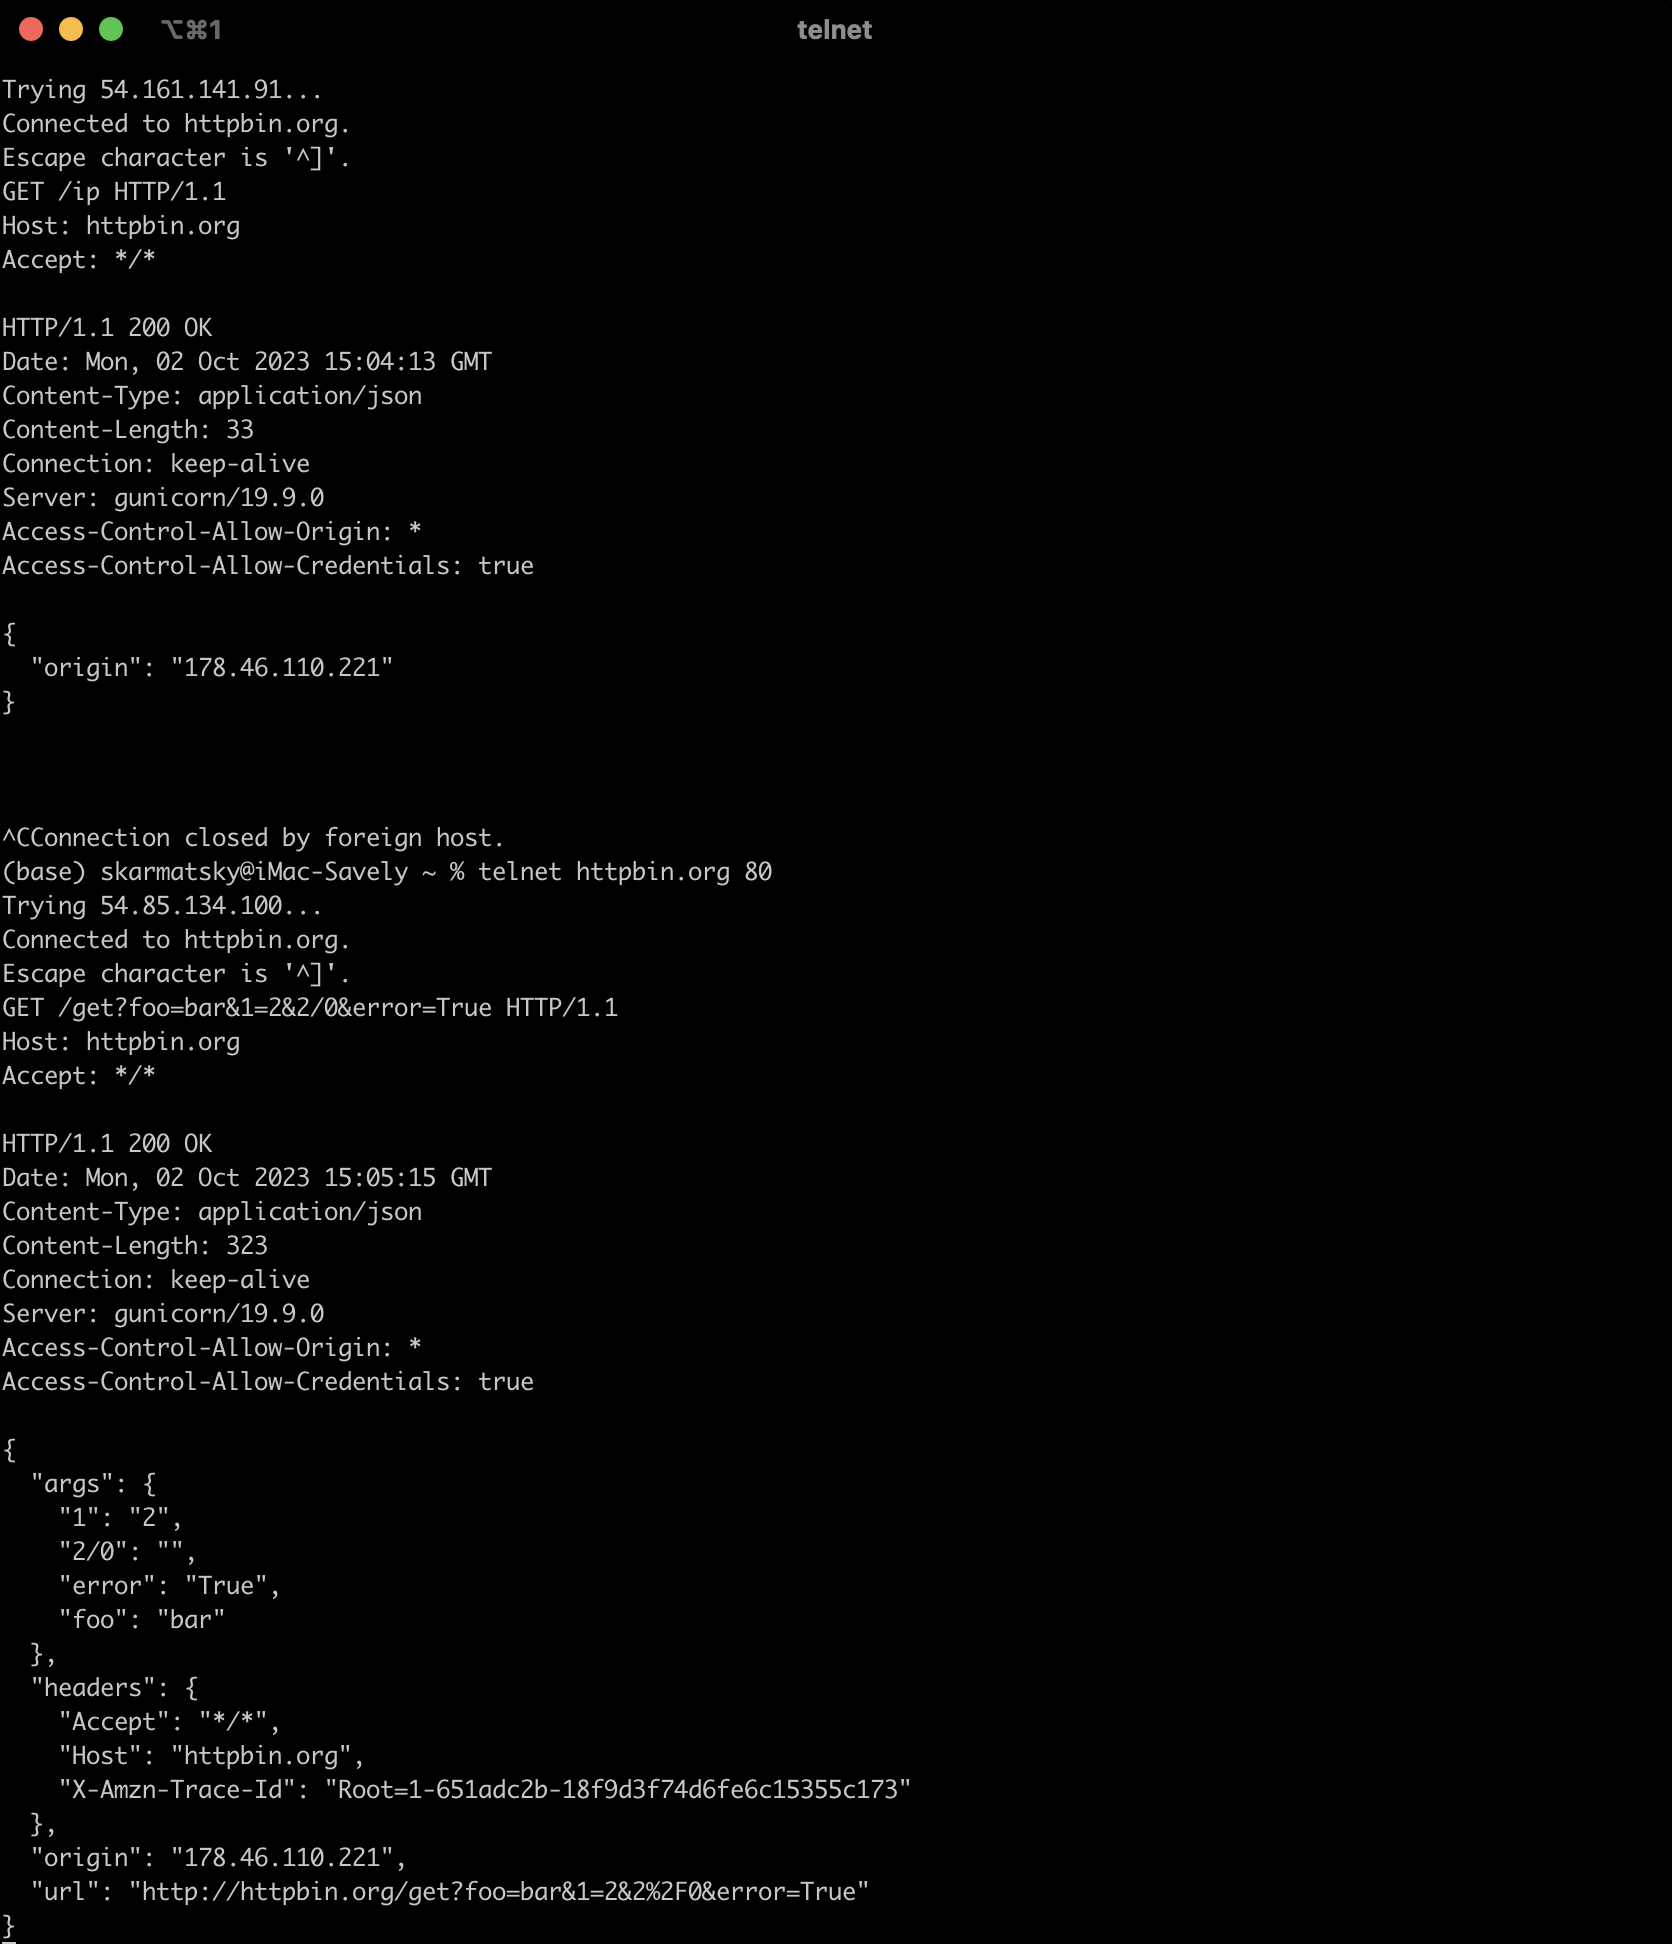 ⌥⌘1
telnet
Trying 54.161.141.91...
Connected to httpbin.org.
Escape character is '^]'.
GET /ip HTTP/1.1
Host: httpbin.org
Accept: */*

HTTP/1.1 200 OK
Date: Mon, 02 Oct 2023 15:04:13 GMT
Content-Type: application/json
Content-Length: 33
Connection: keep-alive
Server: gunicorn/19.9.0
Access-Control-Allow-Origin: *
Access-Control-Allow-Credentials: true

{
  "origin": "178.46.110.221"
}

^CConnection closed by foreign host.
(base) skarmatsky@iMac-Savely ~ % telnet httpbin.org 80
Trying 54.85.134.100...
Connected to httpbin.org.
Escape character is '^]'.
GET /get?foo=bar&1=2&2/0&error=True HTTP/1.1
Host: httpbin.org
Accept: */*

HTTP/1.1 200 OK
Date: Mon, 02 Oct 2023 15:05:15 GMT
Content-Type: application/json
Content-Length: 323
Connection: keep-alive
Server: gunicorn/19.9.0
Access-Control-Allow-Origin: *
Access-Control-Allow-Credentials: true

{
  "args": {
    "1": "2",
    "2/0": "",
    "error": "True",
    "foo": "bar"
  },
  "headers": {
    "Accept": "*/*",
    "Host": "httpbin.org",
    "X-Amzn-Trace-Id": "Root=1-651adc2b-18f9d3f74d6fe6c15355c173"
  },
  "origin": "178.46.110.221",
  "url": "http://httpbin.org/get?foo=bar&1=2&2%2F0&error=True"
}